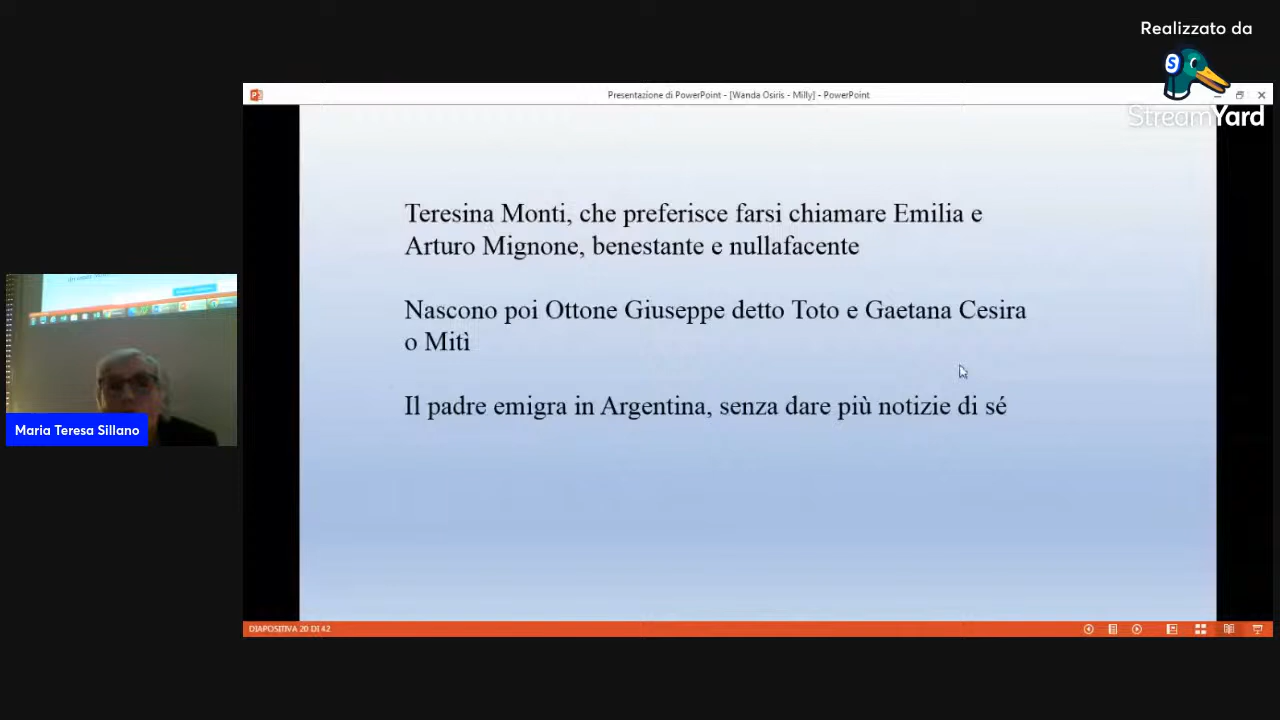 Realizzato da
StreamYard
Presentazione di PowerPoint - [Wanda Osiris - Milly] - PowerPoint
Teresina Monti, che preferisce farsi chiamare Emilia e
Arturo Mignone, benestante e nullafacente
Nascono poi Ottone Giuseppe detto Toto e Gaetana Cesira
o Mitì
Il padre emigra in Argentina, senza dare più notizie di sé
Maria Teresa Sillano
DIAPOSITIVA 20 DI 42